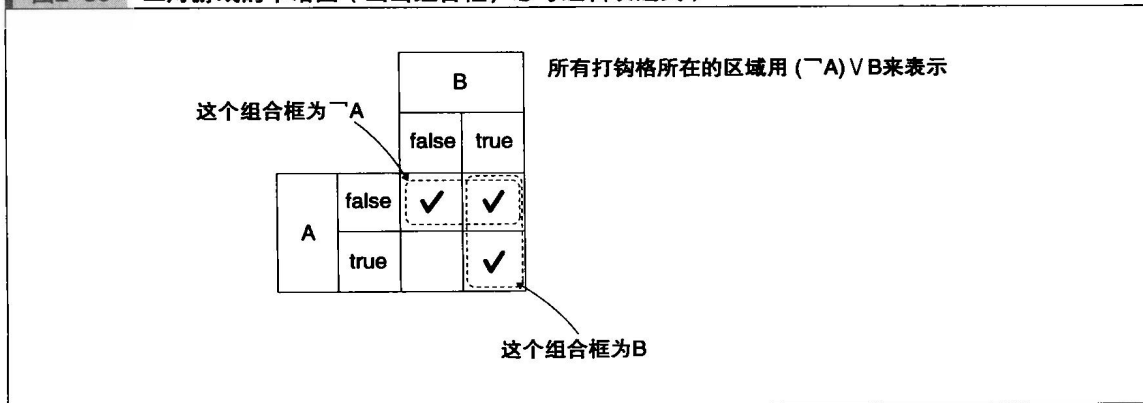 B
所有打钩格所在的区域用 (￢A)∨B来表示
这个组合框为￢A
false true
A false ✓ ✓
true ✓
这个组合框为B